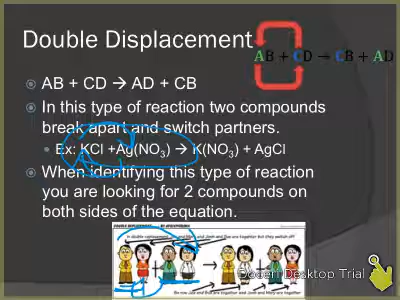 Double Displacement
AB + CD → CB + AD
AB + CD → AD + CB
In this type of reaction two compounds
break apart and switch partners.
Ex: KCl +Ag(NO₃) → K(NO₃) + AgCl
When identifying this type of reaction
you are looking for 2 compounds on
both sides of the equation.
Doceri Desktop Trial